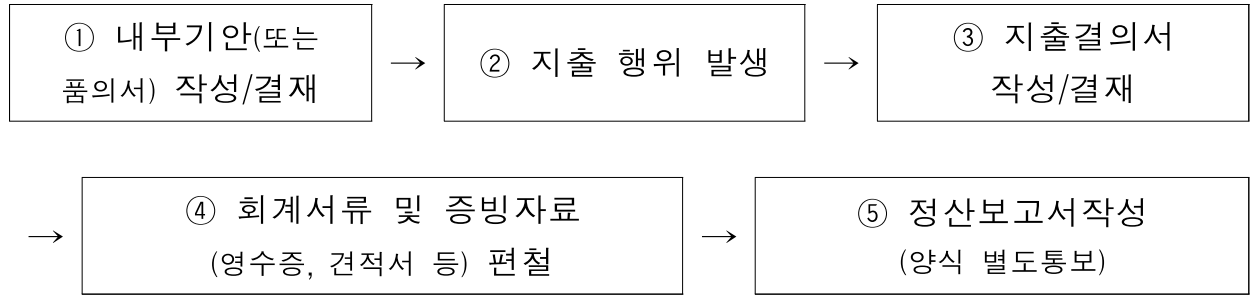 ① 내부기안(또는
품의서) 작성/결재
→
② 지출 행위 발생
→
③ 지출결의서
작성/결재
→
④ 회계서류 및 증빙자료
(영수증, 견적서 등) 편철
→
⑤ 정산보고서작성
(양식 별도통보)